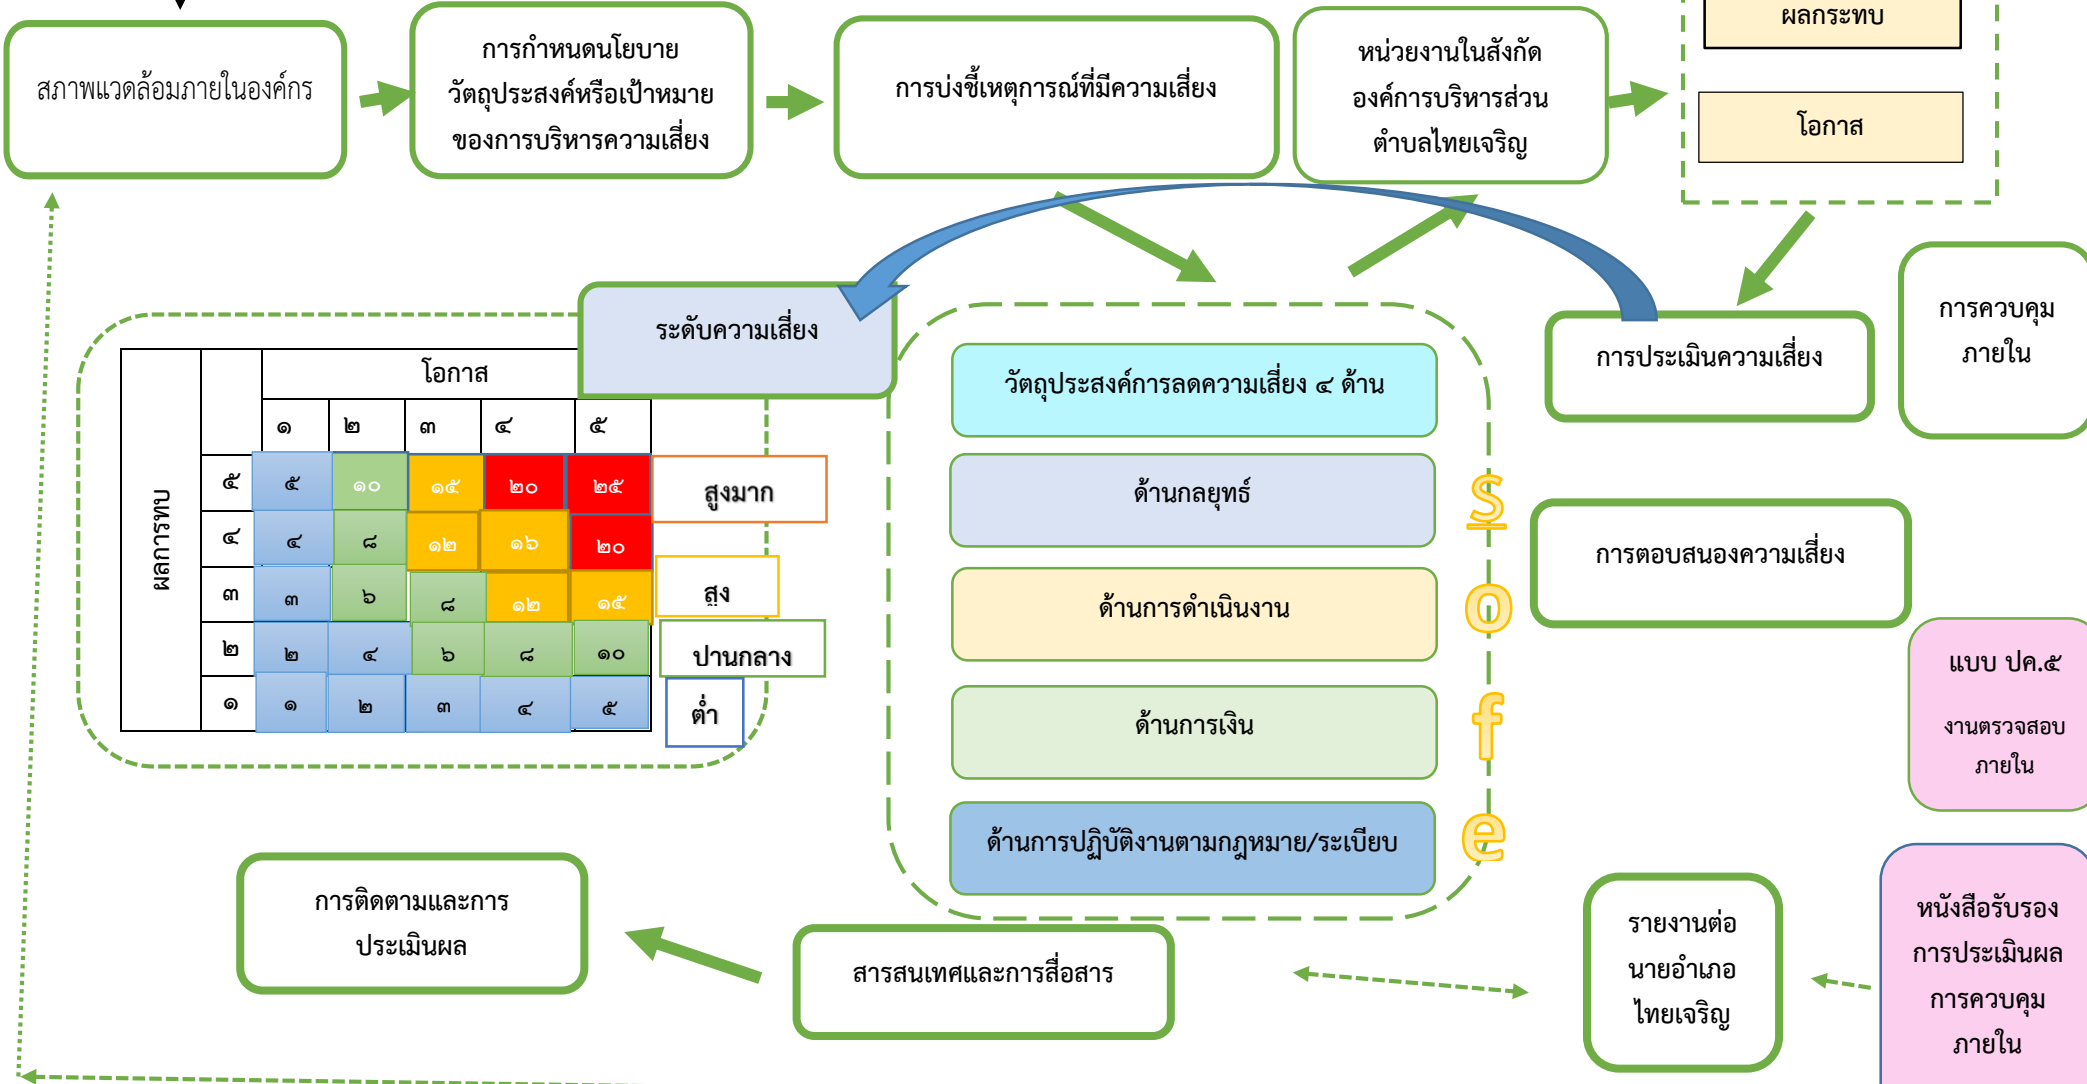 สภาพแวดล้อมภายในองค์กร
การกำหนดนโยบาย
วัตถุประสงค์หรือเป้าหมาย
ของการบริหารความเสี่ยง
การบ่งชี้เหตุการณ์ที่มีความเสี่ยง
หน่วยงานในสังกัด
องค์การบริหารส่วน
ตำบลไทยเจริญ
ผลกระทบ
โอกาส
ระดับความเสี่ยง
โอกาส
๑ ๒ ๓ ๔ ๕
ผลการทบ
๕ ๕ ๑๐ ๑๕ ๒๐ ๒๕
๔ ๔ ๘ ๑๒ ๑๖ ๒๐
๓ ๓ ๖ ๘ ๑๒ ๑๕
๒ ๒ ๔ ๖ ๘ ๑๐
๑ ๑ ๒ ๓ ๔ ๕
สูงมาก
สูง
ปานกลาง
ต่ำ
วัตถุประสงค์การลดความเสี่ยง ๔ ด้าน
ด้านกลยุทธ์
ด้านการดำเนินงาน
ด้านการเงิน
ด้านการปฏิบัติงานตามกฎหมาย/ระเบียบ
s
o
f
e
การประเมินความเสี่ยง
การควบคุม
ภายใน
การตอบสนองความเสี่ยง
แบบ ปค.๕
งานตรวจสอบ
ภายใน
การติดตามและการ
ประเมินผล
สารสนเทศและการสื่อสาร
รายงานต่อ
นายอำเภอ
ไทยเจริญ
หนังสือรับรอง
การประเมินผล
การควบคุม
ภายใน